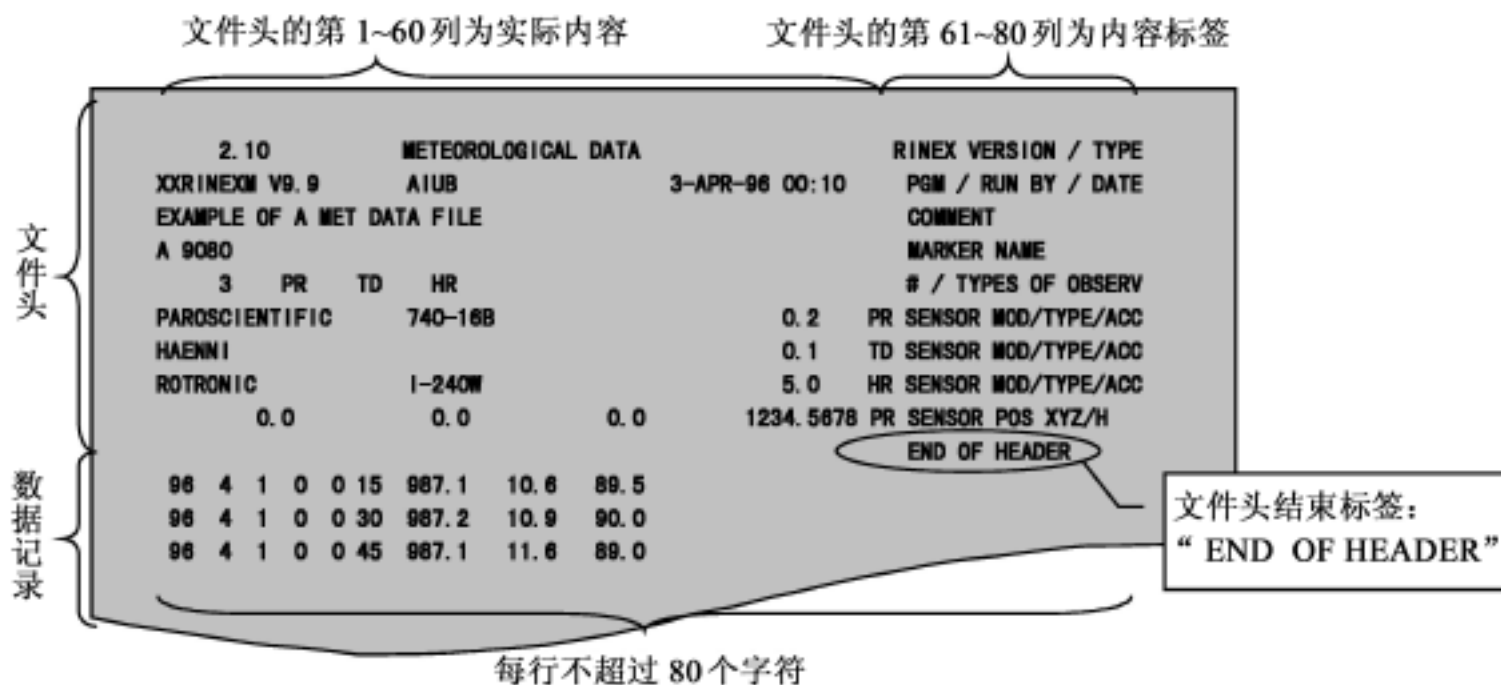 文件头的第 1~60列为实际内容 文件头的第 61~80列为内容标签
2.10 METEOROLOGICAL DATA RINEX VERSION / TYPE
XXRINEXM V9.9 AIUB 3-APR-96 00:10 PGM / RUN BY / DATE
EXAMPLE OF A MET DATA FILE COMMENT
A 9080 MARKER NAME
3 PR TD HR # / TYPES OF OBSERV
PAROSCIENTIFIC 740-16B 0.2 PR SENSOR MOD/TYPE/ACC
HAENNI 0.1 TD SENSOR MOD/TYPE/ACC
ROTRONIC I-240W 5.0 HR SENSOR MOD/TYPE/ACC
0.0 0.0 0.0 1234.5678 PR SENSOR POS XYZ/H
END OF HEADER
96 4 1 0 0 15 987.1 10.6 89.5
96 4 1 0 0 30 987.2 10.9 90.0
96 4 1 0 0 45 987.1 11.6 89.0
文件头
数据记录
文件头结束标签：
“ END OF HEADER”
每行不超过 80个字符